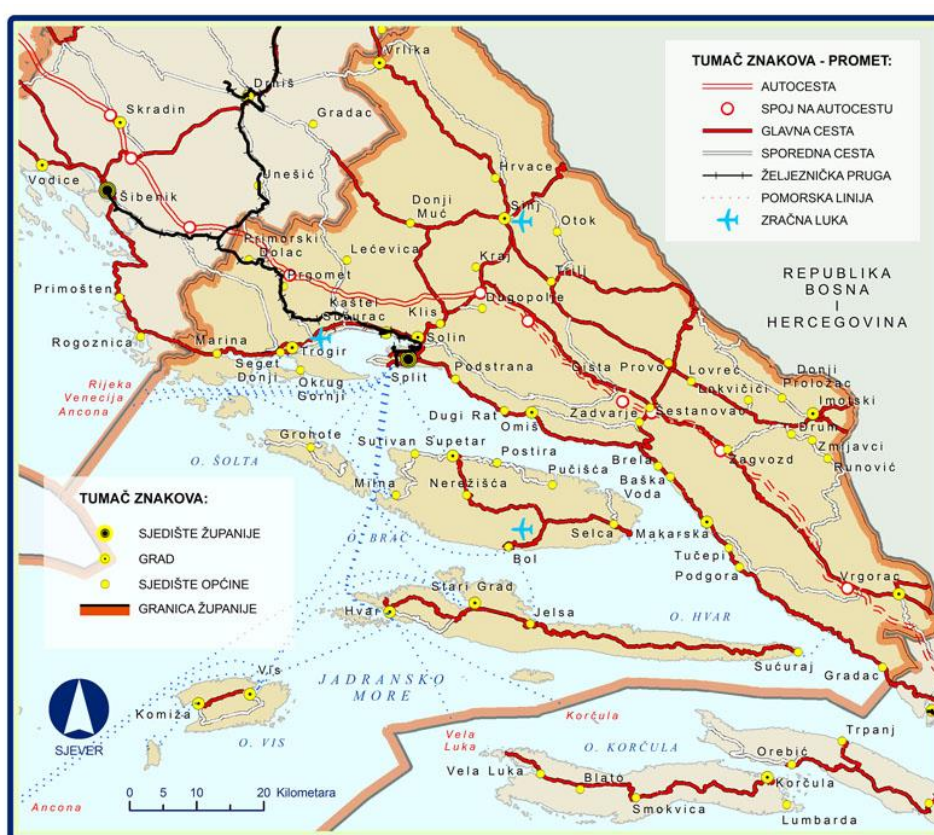 Vrlika
Drniš
Skradin
Gradac
Vodice
Šibenik
Unešić
Hrvace
Donji
Muć
Sinj
Otok
Primorski
Dolac
Lećevica
Kraj
Trilj
Prgomet
Dugopolje
Primošten
Kaštel
Sućurac
Klis
Solin
Rogoznica
Marina
Seget
Donji
Trogir
Okrug
Gornji
Split
Podstrana
Cista Provo
Lovreć
Lokvičići
Donji
Proložac
Imotski
Dugi Rat
Omiš
Zadvarje
Šestanovac
Drum
Zmijavci
Runović
Zagvozd
Rijeka
Venecija
Ancona
Grohote
O. ŠOLTA
Sutivan
Supetar
Postira
Pučišća
Milna
Nerežišća
O. BRAČ
Bol
Selca
Brela
Baška
Voda
Makarska
Tučepi
Podgora
Vrgorac
Stari Grad
Hvar
Jelsa
O. HVAR
Sućuraj
Gradac
Vis
Komiža
O. VIS
JADRANSKO
MORE
Korčula
Vela
Luka
O. KORČULA
Trpanj
Orebić
Vela Luka
Blato
Smokvica
Korčula
Lumbarda
Ancona
REPUBLIKA
BOSNA
I
HERCEGOVINA
TUMAČ ZNAKOVA - PROMET:
AUTOCESTA
SPOJ NA AUTOCESTU
GLAVNA CESTA
SPOREDNA CESTA
ŽELJEZNIČKA PRUGA
POMORSKA LINIJA
ZRAČNA LUKA
TUMAČ ZNAKOVA:
SJEDIŠTE ŽUPANIJE
GRAD
SJEDIŠTE OPĆINE
GRANICA ŽUPANIJE
SJEVER
0 10 20 Kilometara